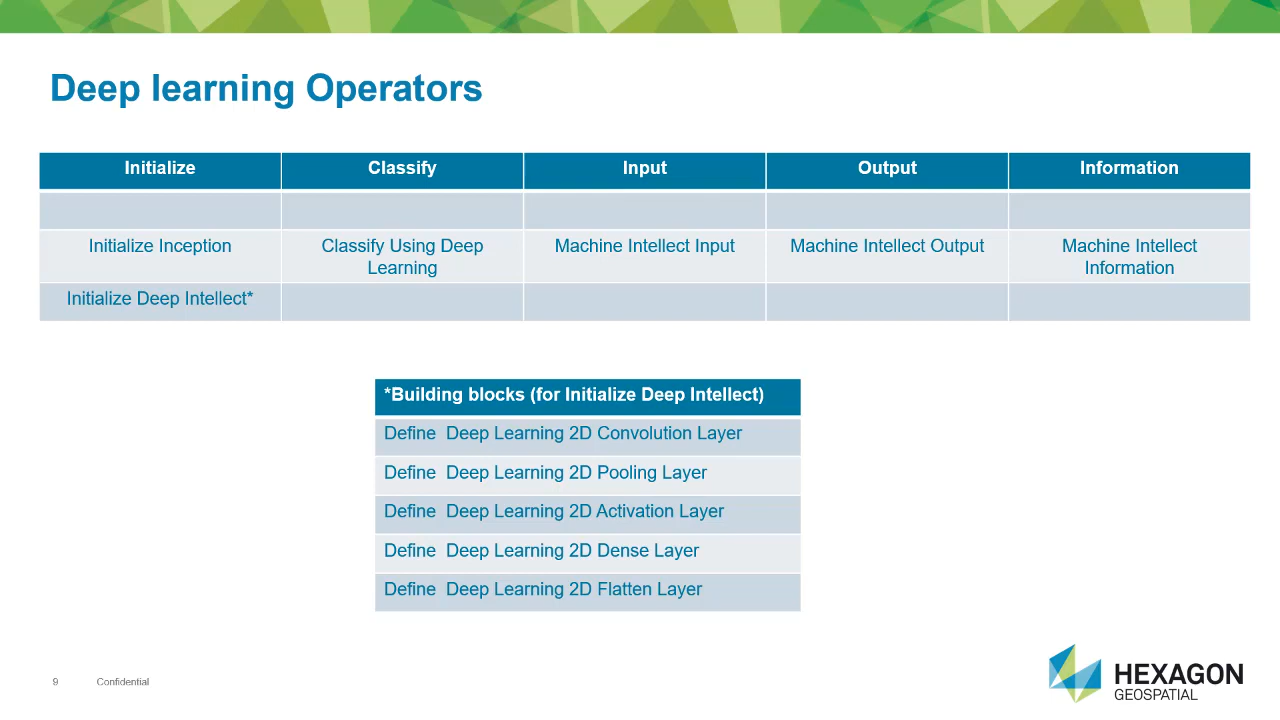 Deep learning Operators
Initialize Classify Input Output Information
Initialize Inception Classify Using Deep Learning Machine Intellect Input Machine Intellect Output Machine Intellect Information
Initialize Deep Intellect*
*Building blocks (for Initialize Deep Intellect)
Define Deep Learning 2D Convolution Layer
Define Deep Learning 2D Pooling Layer
Define Deep Learning 2D Activation Layer
Define Deep Learning 2D Dense Layer
Define Deep Learning 2D Flatten Layer
9 Confidential
HEXAGON
GEOSPATIAL